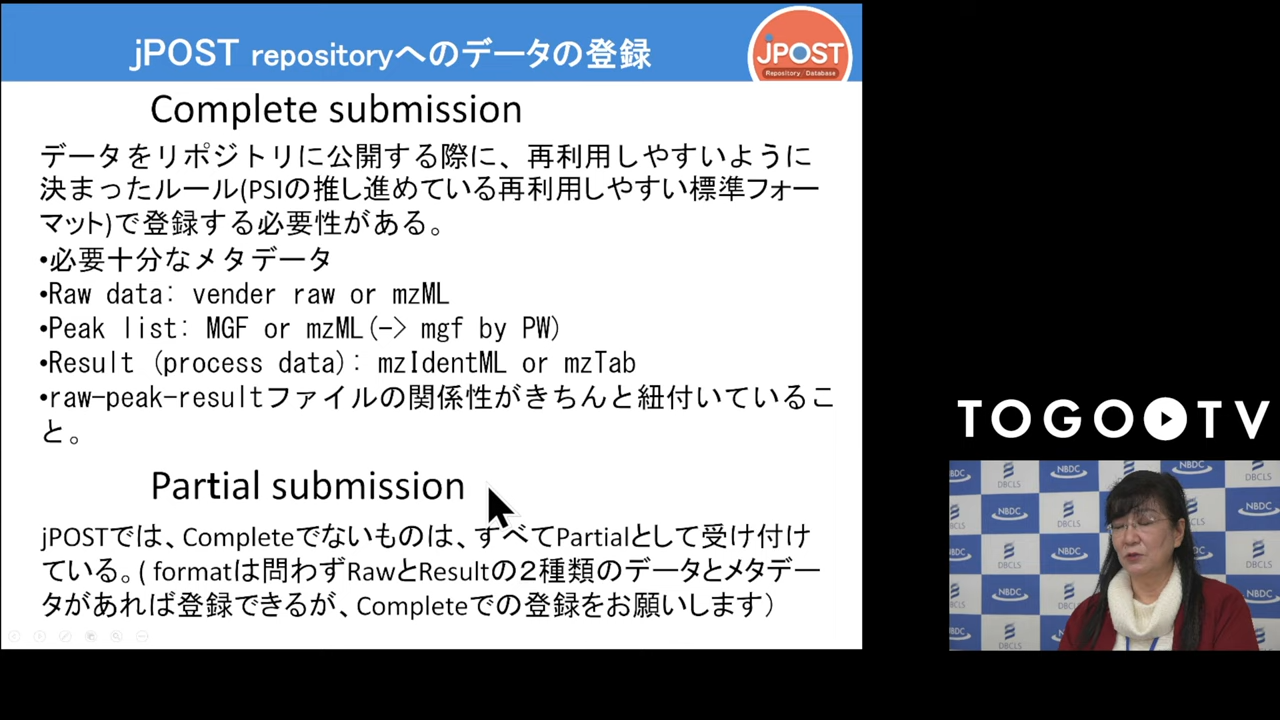 jPOST repositoryへのデータの登録
jPOST
Repository Database
Complete submission
データをリポジトリに公開する際に、再利用しやすいように
決まったルール(PSIの推し進めている再利用しやすい標準フォー
マット)で登録する必要性がある。
•必要十分なメタデータ
•Raw data: vender raw or mzML
•Peak list: MGF or mzML(-> mgf by PW)
•Result (process data): mzIdentML or mzTab
•raw-peak-resultファイルの関係性がきちんと紐付いているこ
と。
Partial submission
jPOSTでは、Completeでないものは、すべてPartialとして受け付け
ている。( formatは問わずRawとResultの２種類のデータとメタデー
タがあれば登録できるが、Completeでの登録をお願いします）
TOGO TV
NBDC
DBCLS